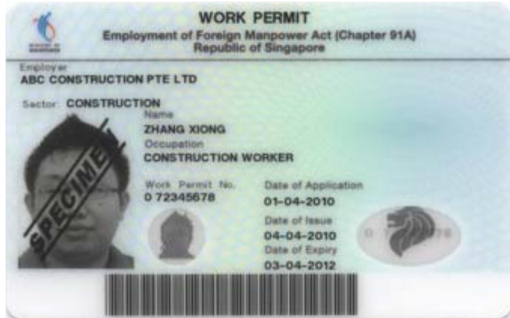 WORK PERMIT
Employment of Foreign Manpower Act (Chapter 91A)
Republic of Singapore
Employer
ABC CONSTRUCTION PTE LTD
Sector: CONSTRUCTION
Name
ZHANG XIONG
Occupation
CONSTRUCTION WORKER
Work Permit No.
0 72345678
Date of Application
01-04-2010
Date of Issue
04-04-2010
Date of Expiry
03-04-2012
SPECIMEN